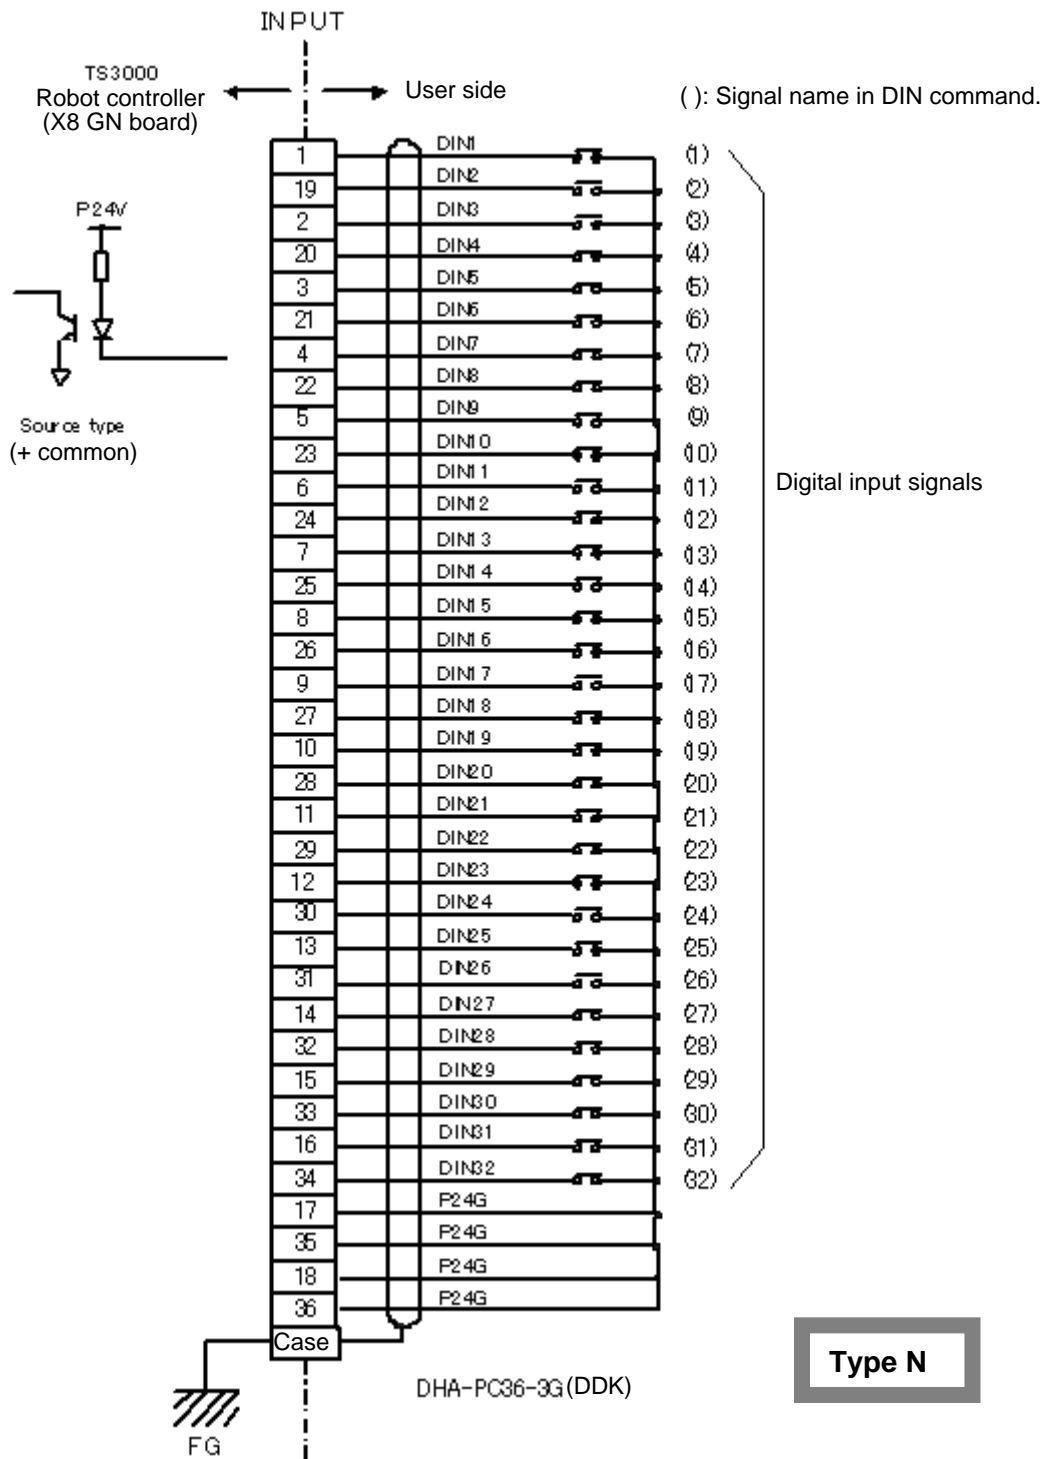 INPUT
TS3000
Robot controller
(X8 GN board)
User side
( ): Signal name in DIN command.
1 DIN1 (1)
19 DIN2 (2)
2 DIN3 (3)
20 DIN4 (4)
3 DIN5 (5)
21 DIN6 (6)
4 DIN7 (7)
22 DIN8 (8)
5 DIN9 (9)
23 DIN10 (10)
6 DIN11 (11)
24 DIN12 (12)
7 DIN13 (13)
25 DIN14 (14)
8 DIN15 (15)
26 DIN16 (16)
9 DIN17 (17)
27 DIN18 (18)
10 DIN19 (19)
28 DIN20 (20)
11 DIN21 (21)
29 DIN22 (22)
12 DIN23 (23)
30 DIN24 (24)
13 DIN25 (25)
31 DIN26 (26)
14 DIN27 (27)
32 DIN28 (28)
15 DIN29 (29)
33 DIN30 (30)
16 DIN31 (31)
34 DIN32 (32)
17 P24G
35 P24G
18 P24G
36 P24G
Case
P24V
Source type
(+ common)
Digital input signals
FG
DHA-PC36-3G(DDK)
Type N